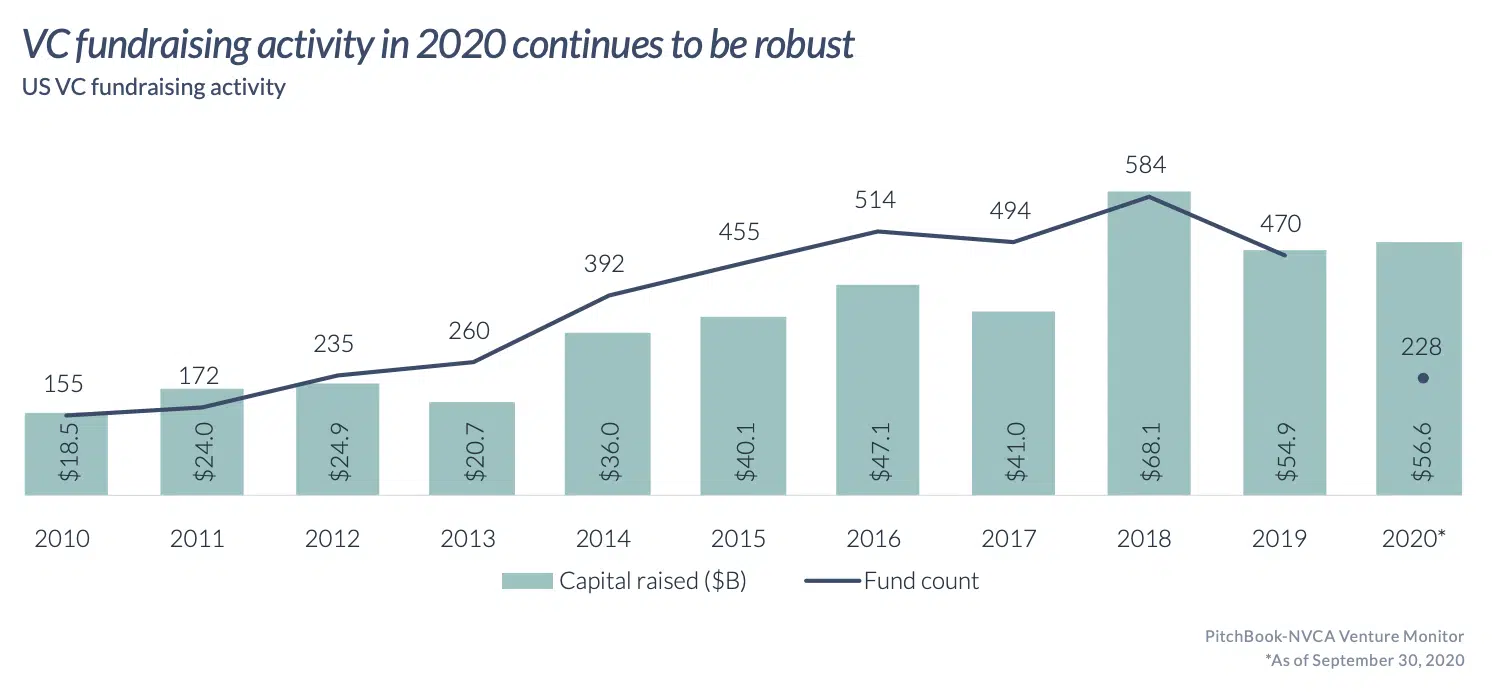 VC fundraising activity in 2020 continues to be robust
US VC fundraising activity
155 172 235 260 392 455 514 494 584 470 228
$18.5 $24.0 $24.9 $20.7 $36.0 $40.1 $47.1 $41.0 $68.1 $54.9 $56.6
2010 2011 2012 2013 2014 2015 2016 2017 2018 2019 2020*
Capital raised ($B) Fund count
PitchBook-NVCA Venture Monitor
*As of September 30, 2020